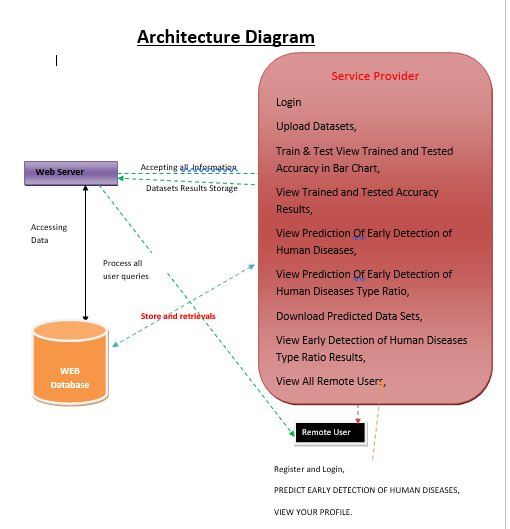 Architecture Diagram
Service Provider
Login
Upload Datasets,
Train & Test View Trained and Tested
Accuracy in Bar Chart,
View Trained and Tested Accuracy
Results,
View Prediction Of Early Detection of
Human Diseases,
View Prediction Of Early Detection of
Human Diseases Type Ratio,
Download Predicted Data Sets,
View Early Detection of Human Diseases
Type Ratio Results,
View All Remote Users,
Web Server
Accepting all Information
Datasets Results Storage
Accessing
Data
Process all
user queries
Store and retrievals
WEB
Database
Remote User
Register and Login,
PREDICT EARLY DETECTION OF HUMAN DISEASES,
VIEW YOUR PROFILE.